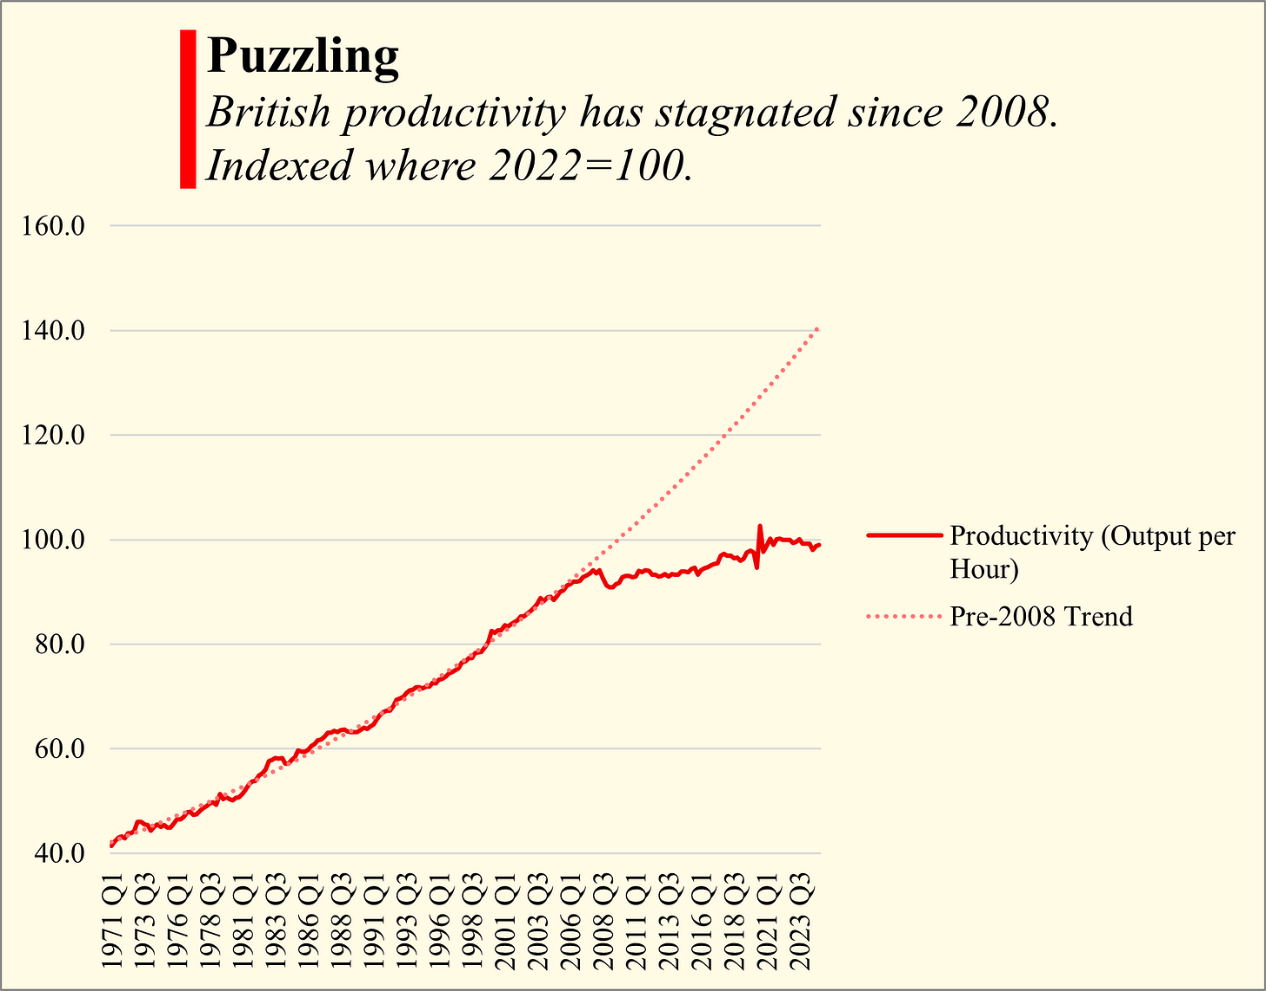 Puzzling
British productivity has stagnated since 2008.
Indexed where 2022=100.
160.0
140.0
120.0
100.0
80.0
60.0
40.0
1971 Q1
1973 Q3
1976 Q1
1978 Q3
1981 Q1
1983 Q3
1986 Q1
1988 Q3
1991 Q1
1993 Q3
1996 Q1
1998 Q3
2001 Q1
2003 Q3
2006 Q1
2008 Q3
2011 Q1
2013 Q3
2016 Q1
2018 Q3
2021 Q1
2023 Q3
Productivity (Output per
Hour)
Pre-2008 Trend